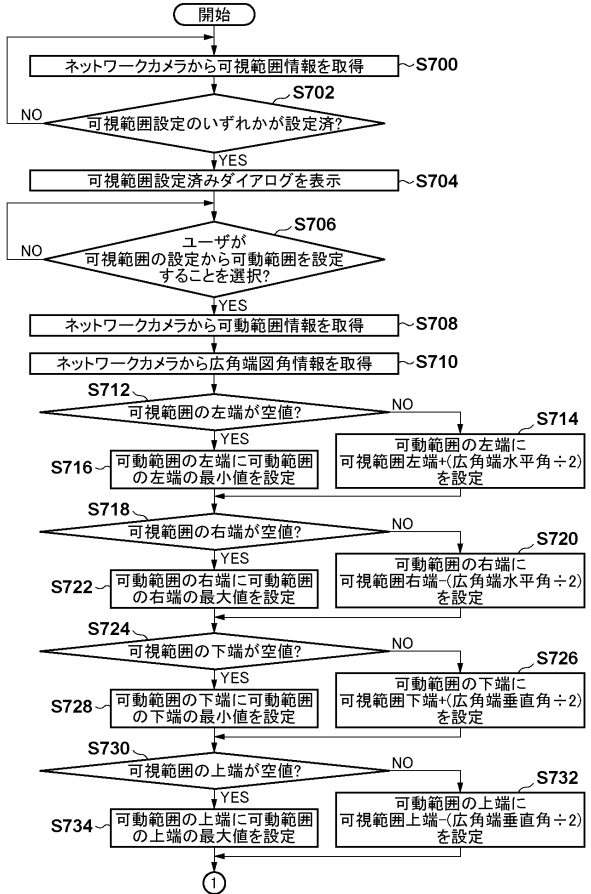 開始
ネットワークカメラから可視範囲情報を取得
S700
S702
可視範囲設定のいずれかが設定済?
NO
YES
可視範囲設定済みダイアログを表示
S704
S706
ユーザが
可視範囲の設定から可動範囲を設定
することを選択?
NO
YES
ネットワークカメラから可動範囲情報を取得
S708
ネットワークカメラから広角端図角情報を取得
S710
S712
可視範囲の左端が空値?
NO
YES
S714
可動範囲の左端に
可視範囲左端+(広角端水平角÷2)
を設定
S716
可動範囲の左端に可動範囲
の左端の最小値を設定
S718
可視範囲の右端が空値?
NO
YES
S720
可動範囲の右端に
可視範囲右端−(広角端水平角÷2)
を設定
S722
可動範囲の右端に可動範囲
の右端の最大値を設定
S724
可視範囲の下端が空値?
NO
YES
S726
可動範囲の下端に
可視範囲下端+(広角端垂直角÷2)
を設定
S728
可動範囲の下端に可動範囲
の下端の最小値を設定
S730
可視範囲の上端が空値?
NO
YES
S732
可動範囲の上端に
可視範囲上端−(広角端垂直角÷2)
を設定
S734
可動範囲の上端に可動範囲
の上端の最大値を設定
1